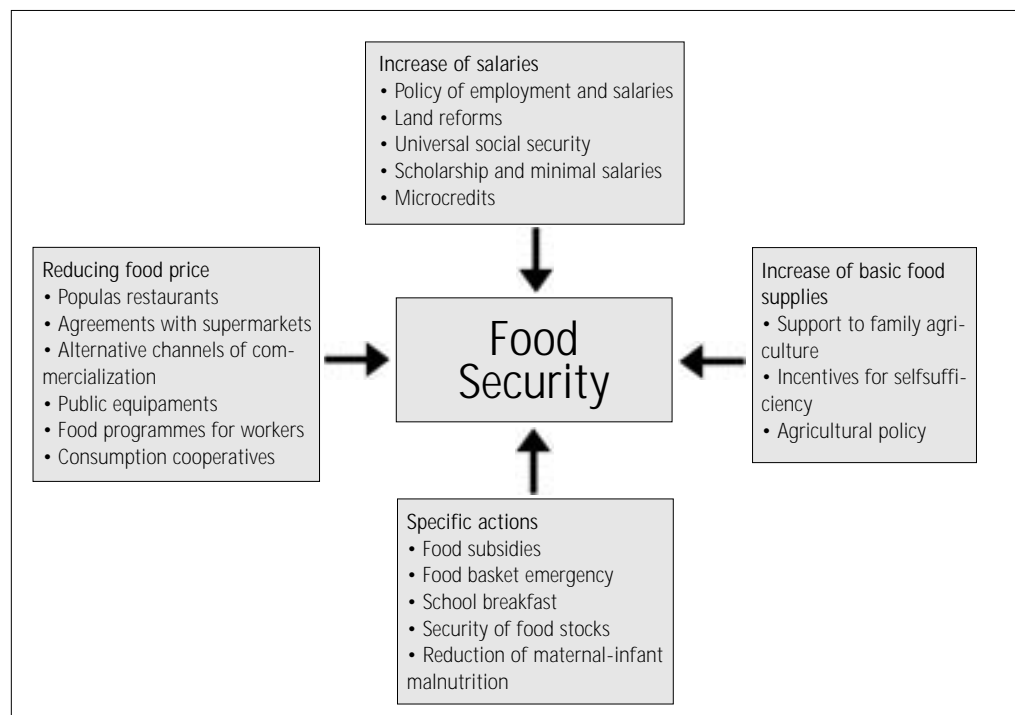 Increase of salaries
• Policy of employment and salaries
• Land reforms
• Universal social security
• Scholarship and minimal salaries
• Microcredits
Reducing food price
• Populas restaurants
• Agreements with supermarkets
• Alternative channels of com-
mercialization
• Public equipaments
• Food programmes for workers
• Consumption cooperatives
Food
Security
Increase of basic food
supplies
• Support to family agri-
culture
• Incentives for selfsuffi-
ciency
• Agricultural policy
Specific actions
• Food subsidies
• Food basket emergency
• School breakfast
• Security of food stocks
• Reduction of maternal-infant
malnutrition